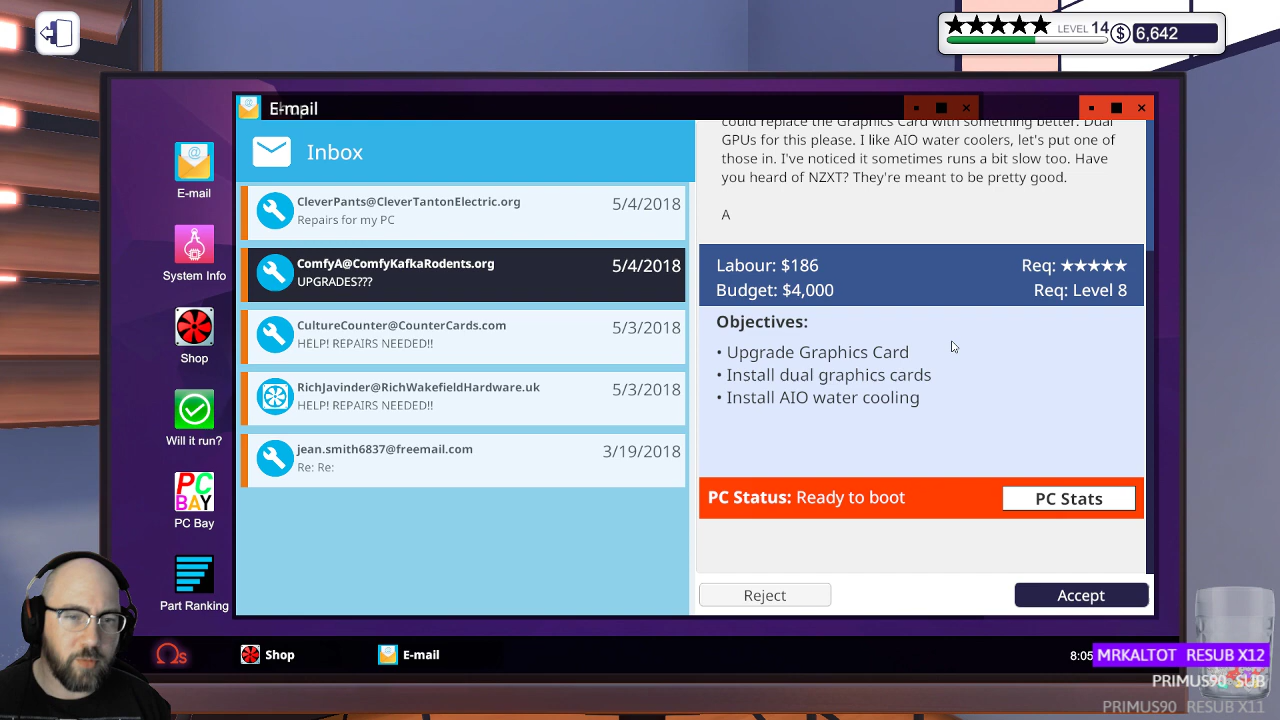 LEVEL 14
$ 6,642
E-mail
Inbox
CleverPants@CleverTantonElectric.org
5/4/2018
Repairs for my PC
ComfyA@ComfyKafkaRodents.org
5/4/2018
UPGRADES???
CultureCounter@CounterCards.com
5/3/2018
HELP! REPAIRS NEEDED!!
RichJavinder@RichWakefieldHardware.uk
5/3/2018
HELP! REPAIRS NEEDED!!
jean.smith6837@freemail.com
3/19/2018
Re: Re:
could replace the Graphics Card with something better. Dual
GPUs for this please. I like AIO water coolers, let's put one of
those in. I've noticed it sometimes runs a bit slow too. Have
you heard of NZXT? They're meant to be pretty good.
A
Labour: $186
Req: ★★★★★
Budget: $4,000
Req: Level 8
Objectives:
• Upgrade Graphics Card
• Install dual graphics cards
• Install AIO water cooling
PC Status: Ready to boot
PC Stats
Reject
Accept
E-mail
System Info
Shop
Will it run?
PC BAY
PC Bay
Part Ranking
Ωs
Shop
E-mail
8:05
MRKALTOT RESUB X12
PRIMUS90 SUB
PRIMUS90 RESUB X11